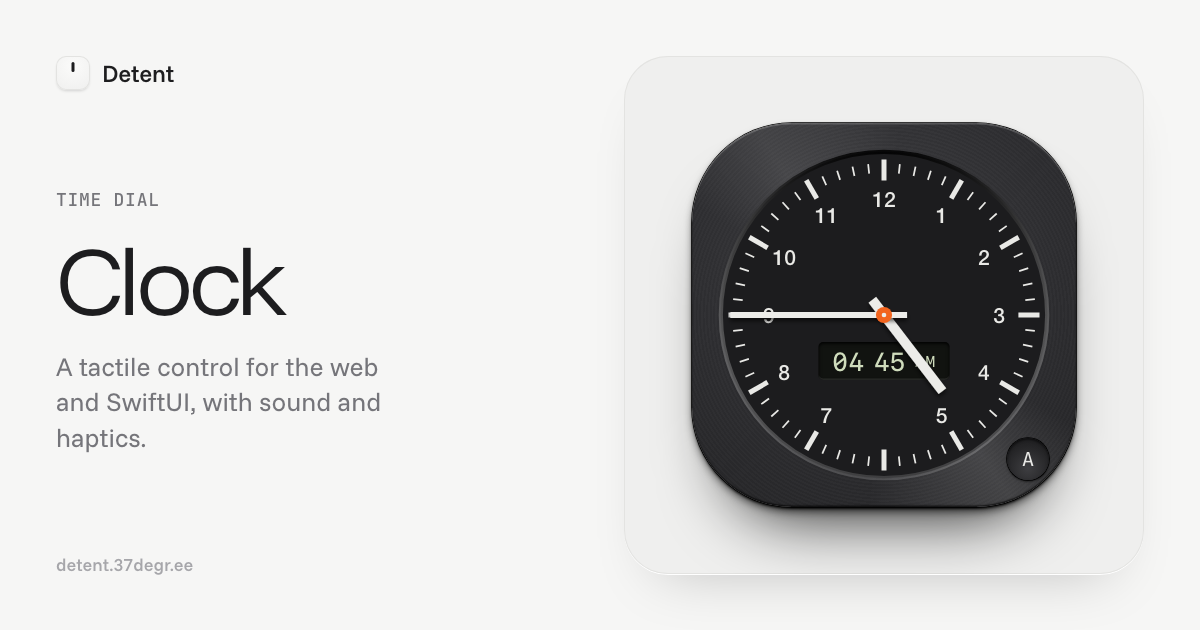 Detent
TIME DIAL
Clock
A tactile control for the web
and SwiftUI, with sound and
haptics.
detent.37degr.ee
12
11
1
10
2
9
3
04 45
8
4
7
5
A